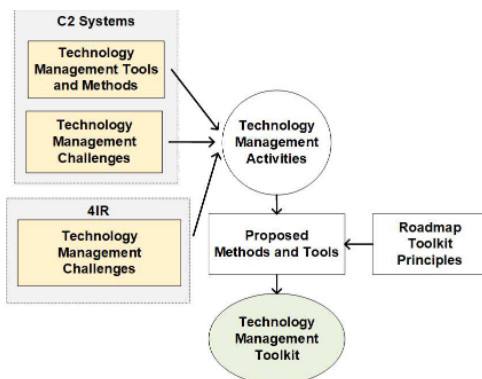 C2 Systems
Technology
Management Tools
and Methods
Technology
Management
Challenges
Technology
Management
Activities
4IR
Technology
Management
Challenges
Proposed
Methods and Tools
Roadmap
Toolkit
Principles
Technology
Management
Toolkit